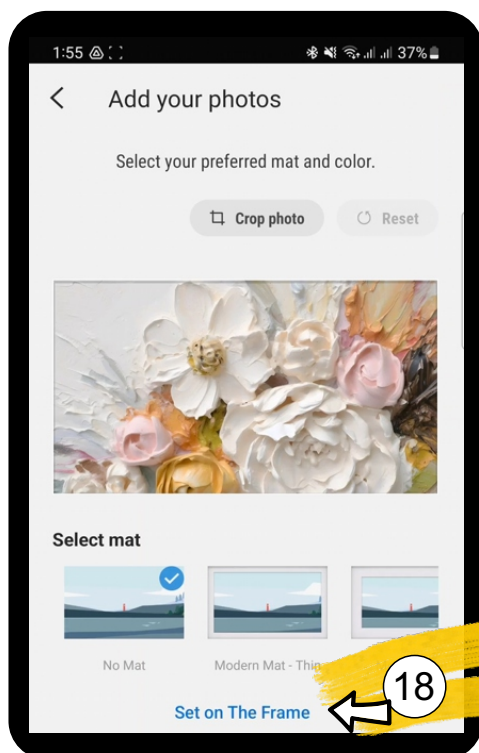 1:55 37%
Add your photos
Select your preferred mat and color.
Crop photo Reset
Select mat
No Mat Modern Mat - Thin
Set on The Frame 18